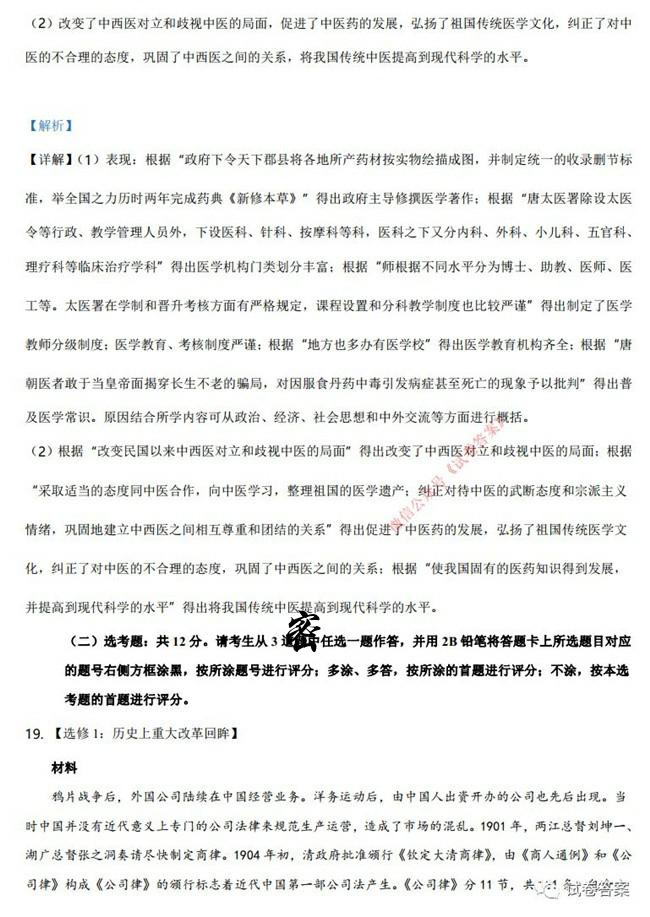 （2）改变了中西医对立和歧视中医的局面，促进了中医药的发展，弘扬了祖国传统医学文化，纠正了对中
医的不合理的态度，巩固了中西医之间的关系，将我国传统中医提高到现代科学的水平。
【解析】
【详解】（1）表现：根据“政府下令天下郡县将各地所产药材按实物绘描成图，并制定统一的收录删节标
准，举全国之力历时两年完成药典《新修本草》”得出政府主导修撰医学著作；根据“唐太医署除设太医
令等行政、教学管理人员外，下设医科、针科、按摩科等科，医科之下又分内科、外科、小儿科、五官科、
理疗科等临床治疗学科”得出医学机构门类划分丰富；根据“师根据不同水平分为博士、助教、医师、医
工等。太医署在学制和晋升考核方面有严格规定，课程设置和分科教学制度也比较严谨”得出制定了医学
教师分级制度；医学教育、考核制度严谨；根据“地方也多办有医学校”得出医学教育机构齐全；根据“唐
朝医者敢于当皇帝面揭穿长生不老的骗局，对因服食丹药中毒引发病症甚至死亡的现象予以批判”得出普
及医学常识。原因结合所学内容可从政治、经济、社会思想和中外交流等方面进行概括。
（2）根据“改变民国以来中西医对立和歧视中医的局面”得出改变了中西医对立和歧视中医的局面；根据
“采取适当的态度同中医合作，向中医学习，整理祖国的医学遗产；纠正对待中医的武断态度和宗派主义
情绪，巩固地建立中西医之间相互尊重和团结的关系”得出促进了中医药的发展，弘扬了祖国传统医学文
化，纠正了对中医的不合理的态度，巩固了中西医之间的关系；根据“使我国固有的医药知识得到发展，
并提高到现代科学的水平”得出将我国传统中医提高到现代科学的水平。
微信公众号《试卷答案》
密
（二）选考题：共 12 分。请考生从 3 道题中任选一题作答，并用 2B 铅笔将答题卡上所选题目对应
的题号右侧方框涂黑，按所涂题号进行评分；多涂、多答，按所涂的首题进行评分；不涂，按本选
考题的首题进行评分。
19. 【选修 1：历史上重大改革回眸】
材料
鸦片战争后，外国公司陆续在中国经营业务。洋务运动后，由中国人出资开办的公司也先后出现。当
时中国并没有近代意义上专门的公司法律来规范生产运营，造成了市场的混乱。1901 年，两江总督刘坤一、
湖广总督张之洞奏请尽快制定商律。1904 年初，清政府批准颁行《钦定大清商律》，由《商人通例》和《公
司律》构成《公司律》的颁行标志着近代中国第一部公司法产生。《公司律》分 11 节，共
试卷答案